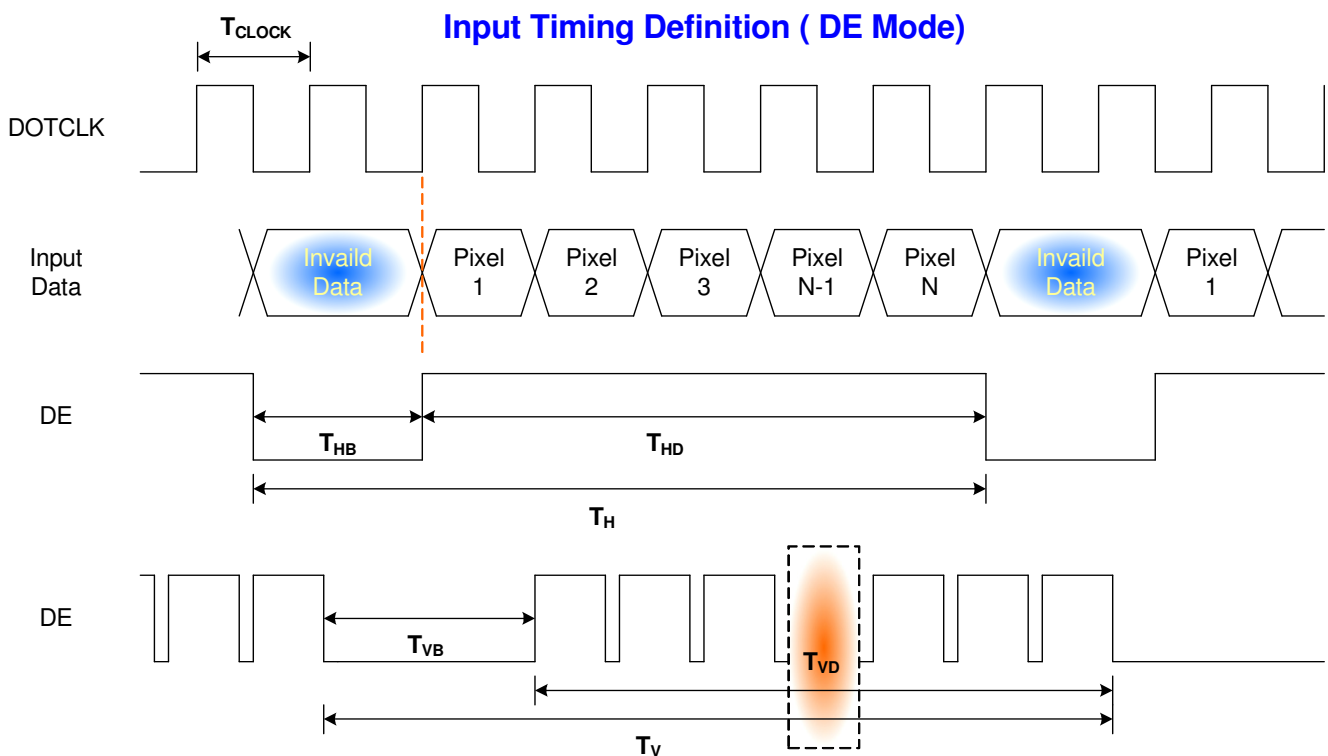 Input Timing Definition ( DE Mode)
TCLOCK
DOTCLK
Input
Data
Invaild
Data
Pixel
1
Pixel
2
Pixel
3
Pixel
N-1
Pixel
N
Invaild
Data
Pixel
1
DE
THB
THD
TH
DE
TVB
TVD
TV